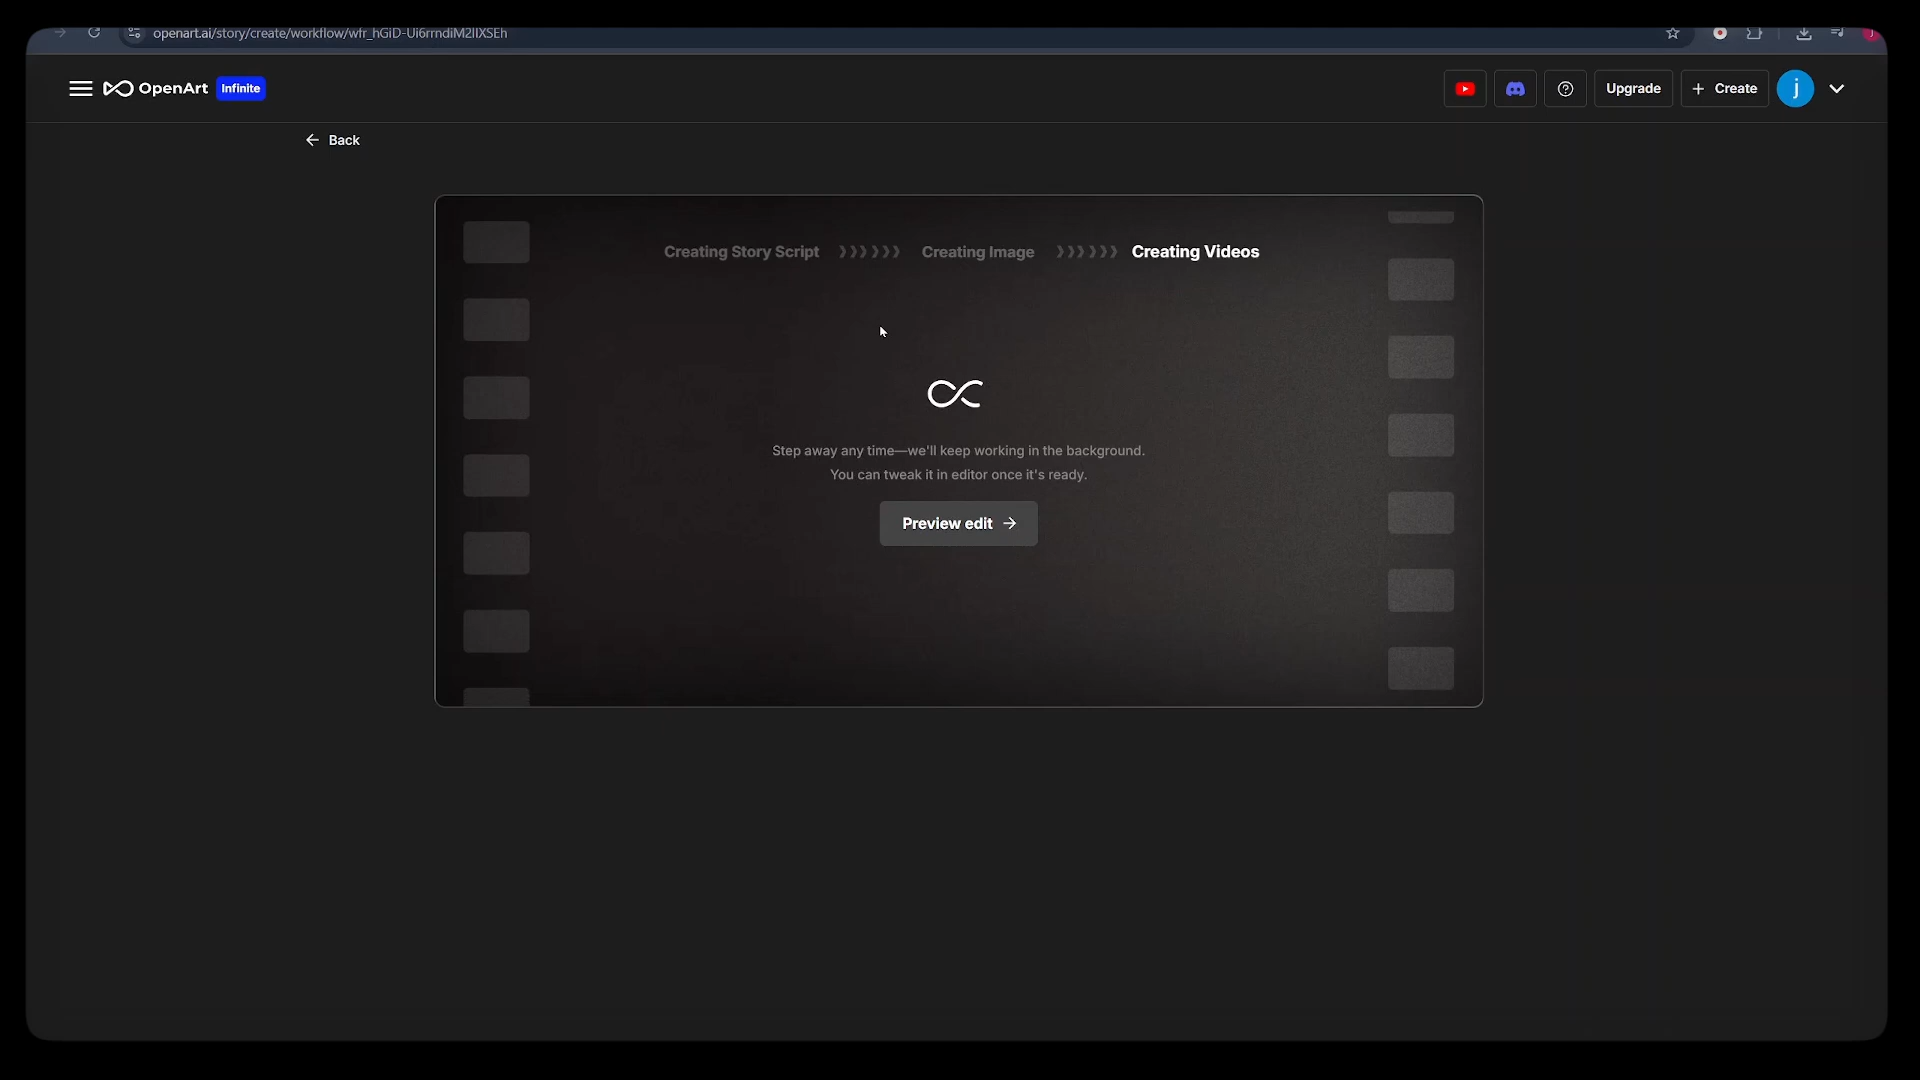 openart.ai/story/create/workflow/wfr_hGiD-Ui6rrndiM2IlXSEh
OpenArt Infinite
Upgrade
+ Create
j
← Back
Creating Story Script
Creating Image
Creating Videos
Step away any time—we'll keep working in the background.
You can tweak it in editor once it's ready.
Preview edit →